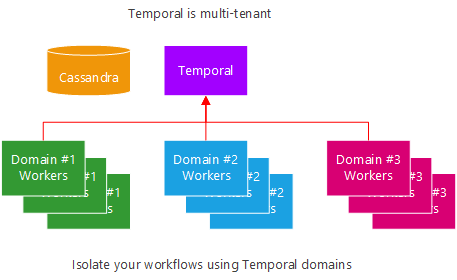 Temporal is multi-tenant
Cassandra
Temporal
Domain #1
Workers
#1
#1
Domain #2
Workers
#2
#2
Domain #3
Workers
#3
#3
Isolate your workflows using Temporal domains